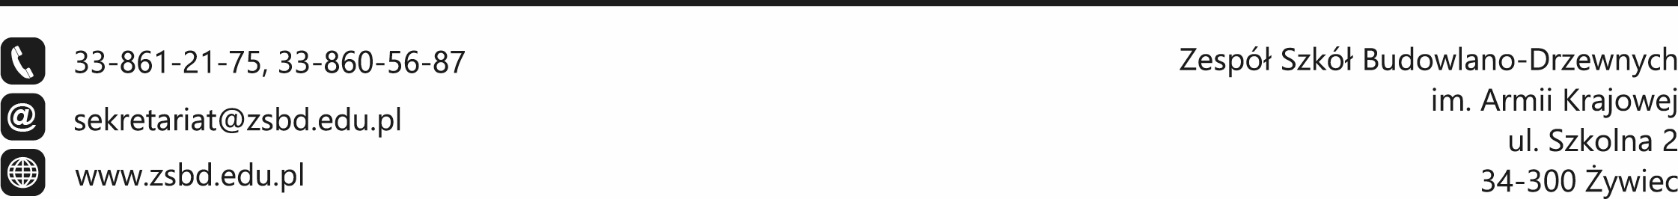 33-861-21-75, 33-860-56-87
sekretariat@zsbd.edu.pl
www.zsbd.edu.pl
Zespół Szkół Budowlano-Drzewnych
im. Armii Krajowej
ul. Szkolna 2
34-300 Żywiec